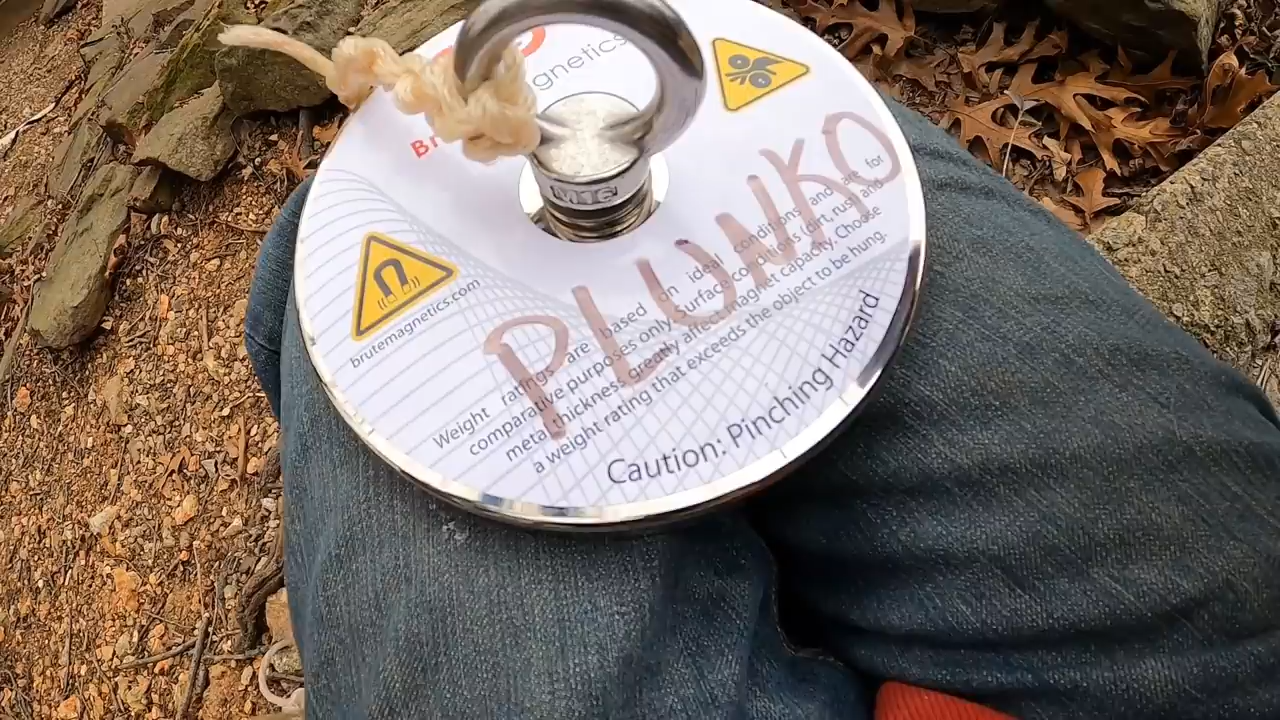 agnetics
Br
M16
PLUNKO
brutemagnetics.com
Weight ratings are based on ideal conditions and are for
comparative purposes only. Surface conditions (dirt, rust and
metal thickness greatly affect magnet capacity. Choose
a weight rating that exceeds the object to be hung.
Caution: Pinching Hazard